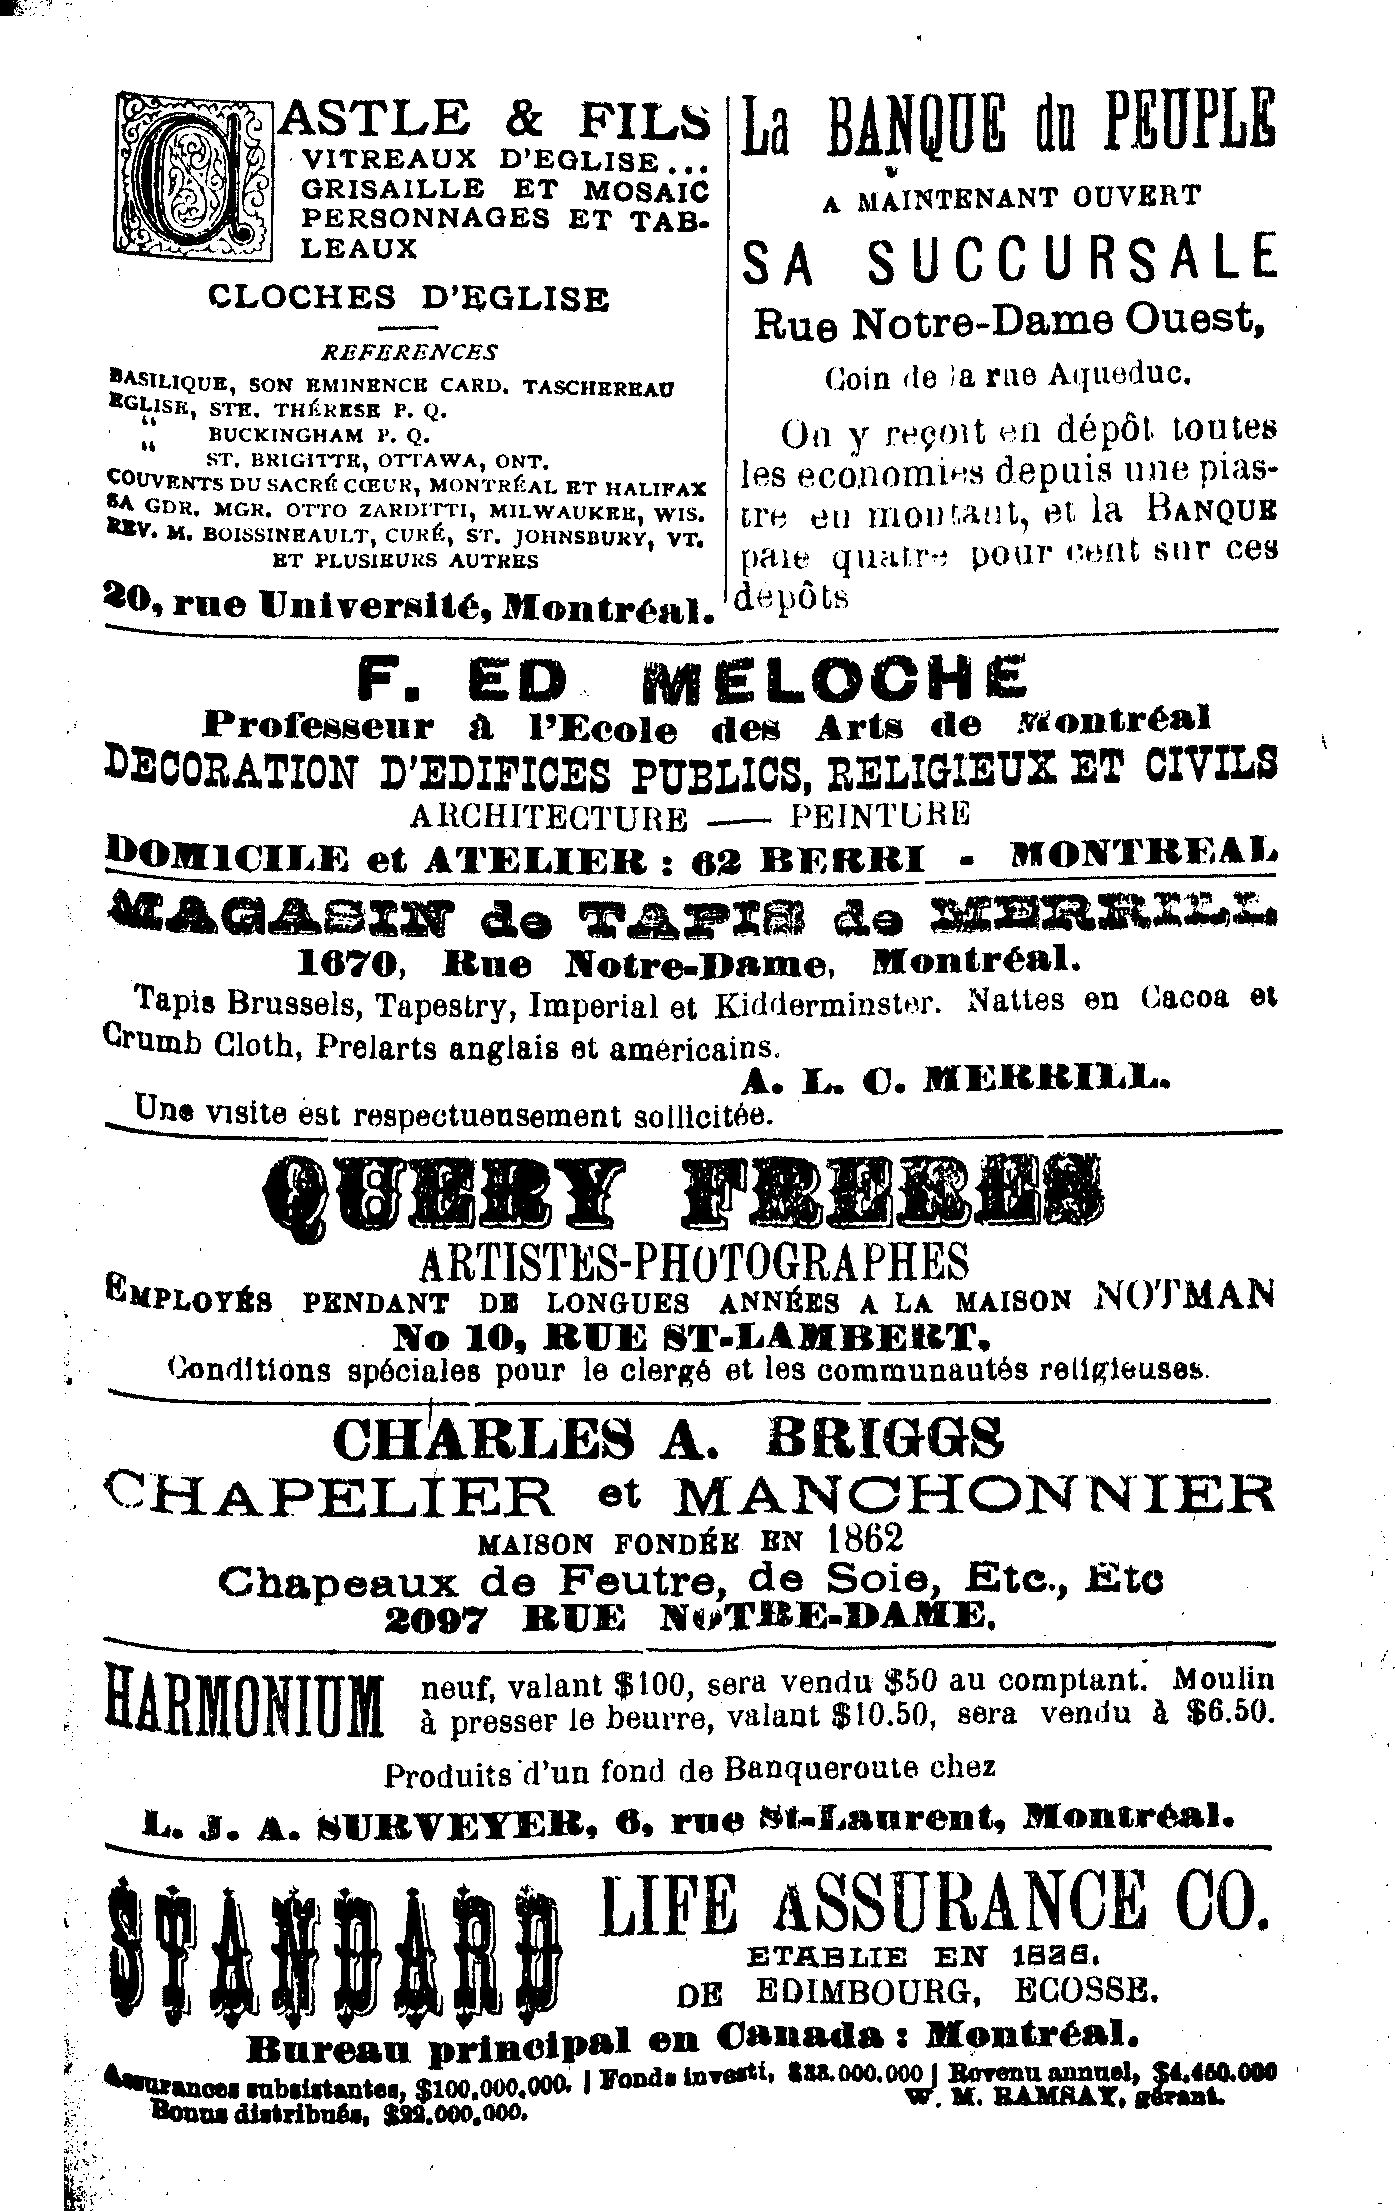 CASTLE & FILS
VITREAUX D'EGLISE...
GRISAILLE ET MOSAIC
PERSONNAGES ET TAB-
LEAUX
CLOCHES D'EGLISE
REFERENCES
BASILIQUE, SON EMINENCE CARD. TASCHEREAU
EGLISE, STE. THÉRESE P. Q.
“ BUCKINGHAM P. Q.
“ ST. BRIGITTE, OTTAWA, ONT.
COUVENTS DU SACRÉ CŒUR, MONTRÉAL ET HALIFAX
SA GDR. MGR. OTTO ZARDITTI, MILWAUKEE, WIS.
REV. M. BOISSINEAULT, CURÉ, ST. JOHNSBURY, VT.
ET PLUSIEURS AUTRES
20, rue Université, Montréal.
La BANQUE du PEUPLE
A MAINTENANT OUVERT
SA SUCCURSALE
Rue Notre-Dame Ouest,
Coin de la rue Aqueduc.
On y reçoit en dépôt toutes
les economies depuis une pias-
tre en montant, et la BANQUE
paie quatre pour cent sur ces
depôts
F. ED MELOCHE
Professeur à l'Ecole des Arts de Montréal
DECORATION D'EDIFICES PUBLICS, RELIGIEUX ET CIVILS
ARCHITECTURE — PEINTURE
DOMICILE et ATELIER : 62 BERRI - MONTREAL
MAGASIN de TAPIS de MERRILL
1670, Rue Notre-Dame, Montréal.
Tapis Brussels, Tapestry, Imperial et Kidderminster. Nattes en Cacoa et
Crumb Cloth, Prelarts anglais et américains.
A. L. C. MERRILL.
Une visite est respectueusement sollicitée.
QUERY FRERES
ARTISTES-PHOTOGRAPHES
EMPLOYÉS PENDANT DE LONGUES ANNÉES A LA MAISON NOTMAN
No 10, RUE ST-LAMBERT.
Conditions spéciales pour le clergé et les communautés religieuses.
CHARLES A. BRIGGS
CHAPELIER et MANCHONNIER
MAISON FONDÉE EN 1862
Chapeaux de Feutre, de Soie, Etc., Etc
2097 RUE NOTRE-DAME.
HARMONIUM neuf, valant $100, sera vendu $50 au comptant. Moulin
à presser le beurre, valant $10.50, sera vendu à $6.50.
Produits d'un fond de Banqueroute chez
L. J. A. SURVEYER, 6, rue St-Laurent, Montréal.
STANDARD LIFE ASSURANCE CO.
ETABLIE EN
DE EDIMBOURG, ECOSSE.
Bureau principal en Canada : Montréal.
Assurances subsistantes, $100,000,000. | Fonds investi, | Revenu annuel, $4.450.000
Bonus distribués, $22.000,000. W. M. RAMSAY, gérant.